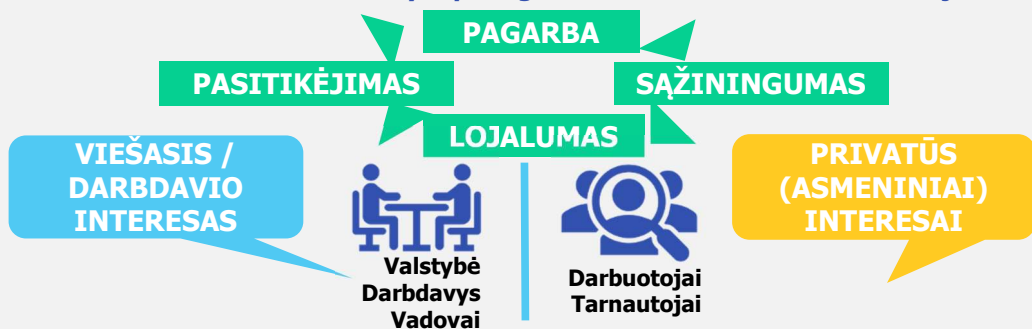 PAGARBA
PASITIKĖJIMAS
SĄŽININGUMAS
LOJALUMAS
VIEŠASIS /
DARBDAVIO
INTERESAS
PRIVATŪS
(ASMENINIAI)
INTERESAI
Valstybė
Darbdavys
Vadovai
Darbuotojai
Tarnautojai